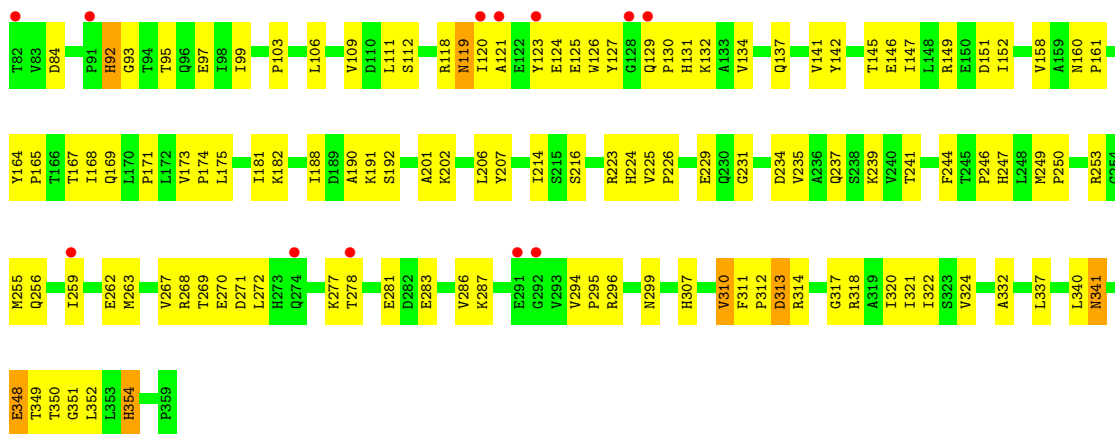 T82 V83 D84 P91 H92 G93 T94 T95 Q96 E97 I98 I99 P103 L106 V109 D110 L111 S112 R118 N119 I120 A121 E122 Y123 E124 E125 W126 Y127 G128 Q129 P130 H131 K132 A133 V134 Q137 V141 Y142 T145 E146 I147 L148 R149 E150 D151 I152 V158 A159 N160 P161
Y164 P165 T166 T167 I168 Q169 L170 P171 L172 V173 P174 L175 I181 K182 I188 D189 A190 K191 S192 A201 K202 L206 Y207 I214 S215 S216 R223 H224 V225 P226 E229 Q230 G231 D234 V235 A236 Q237 S238 K239 V240 T241 F244 T245 P246 H247 L248 M249 P250 R253 G254
M255 Q256 I259 E262 M263 V267 R268 T269 E270 D271 L272 H273 Q274 K277 T278 E281 D282 E283 V286 K287 E291 G292 V293 V294 P295 R296 N299 H307 V310 F311 P312 D313 R314 G317 R318 A319 I320 I321 I322 S323 V324 A332 L337 L340 N341
E348 T349 T350 G351 L352 L353 H354 P359